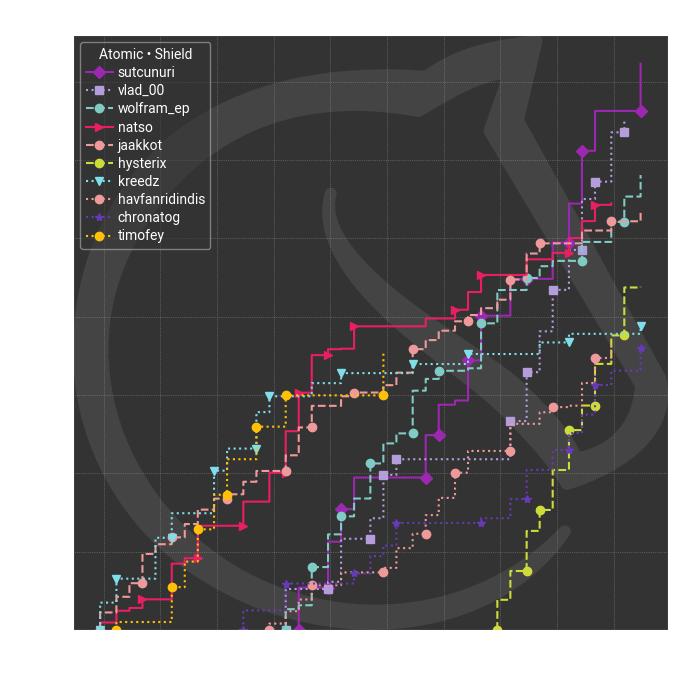 Atomic • Shield
sutcunuri
vlad_00
wolfram_ep
natso
jaakkot
hysterix
kreedz
havfanridindis
chronatog
timofey